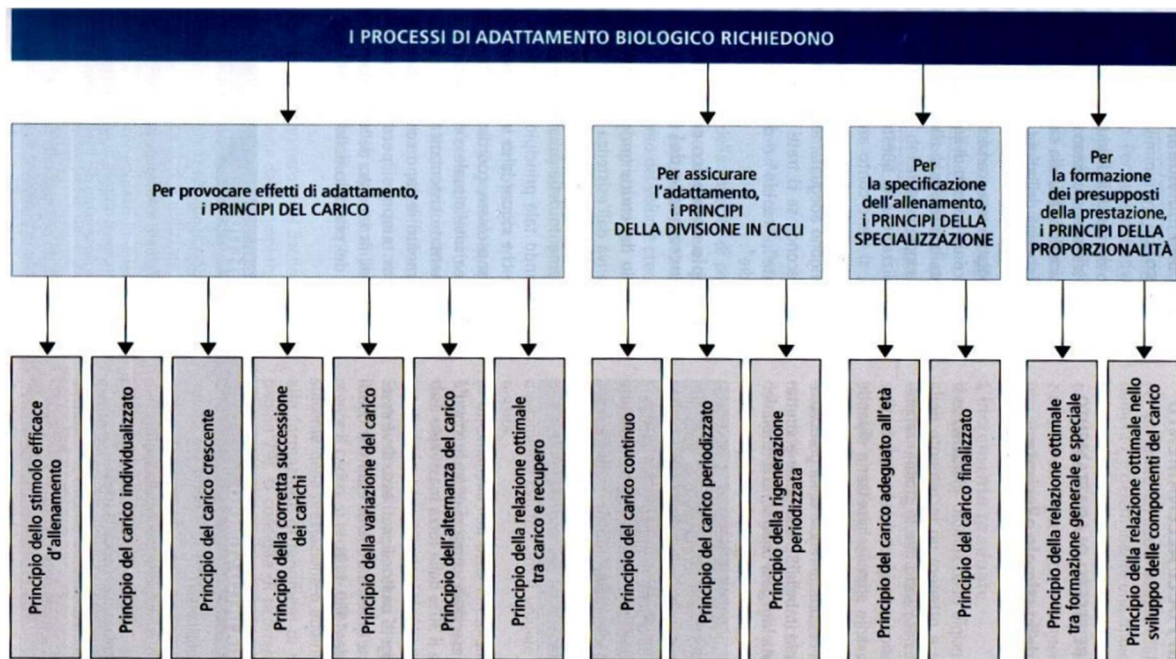 I PROCESSI DI ADATTAMENTO BIOLOGICO RICHIEDONO
Per provocare effetti di adattamento,
i PRINCIPI DEL CARICO
Per assicurare
l'adattamento,
i PRINCIPI
DELLA DIVISIONE IN CICLI
Per
la specificazione
dell'allenamento,
i PRINCIPI DELLA
SPECIALIZZAZIONE
Per
la formazione
dei presupposti
della prestazione,
i PRINCIPI DELLA
PROPORZIONALITÀ
Principio dello stimolo efficace
d'allenamento
Principio del carico individualizzato
Principio del carico crescente
Principio della corretta successione
dei carichi
Principio della variazione del carico
Principio dell'alternanza del carico
Principio della relazione ottimale
tra carico e recupero
Principio del carico continuo
Principio del carico periodizzato
Principio della rigenerazione
periodizzata
Principio del carico adeguato all'età
Principio del carico finalizzato
Principio della relazione ottimale
tra formazione generale e speciale
Principio della relazione ottimale nello
sviluppo delle componenti del carico